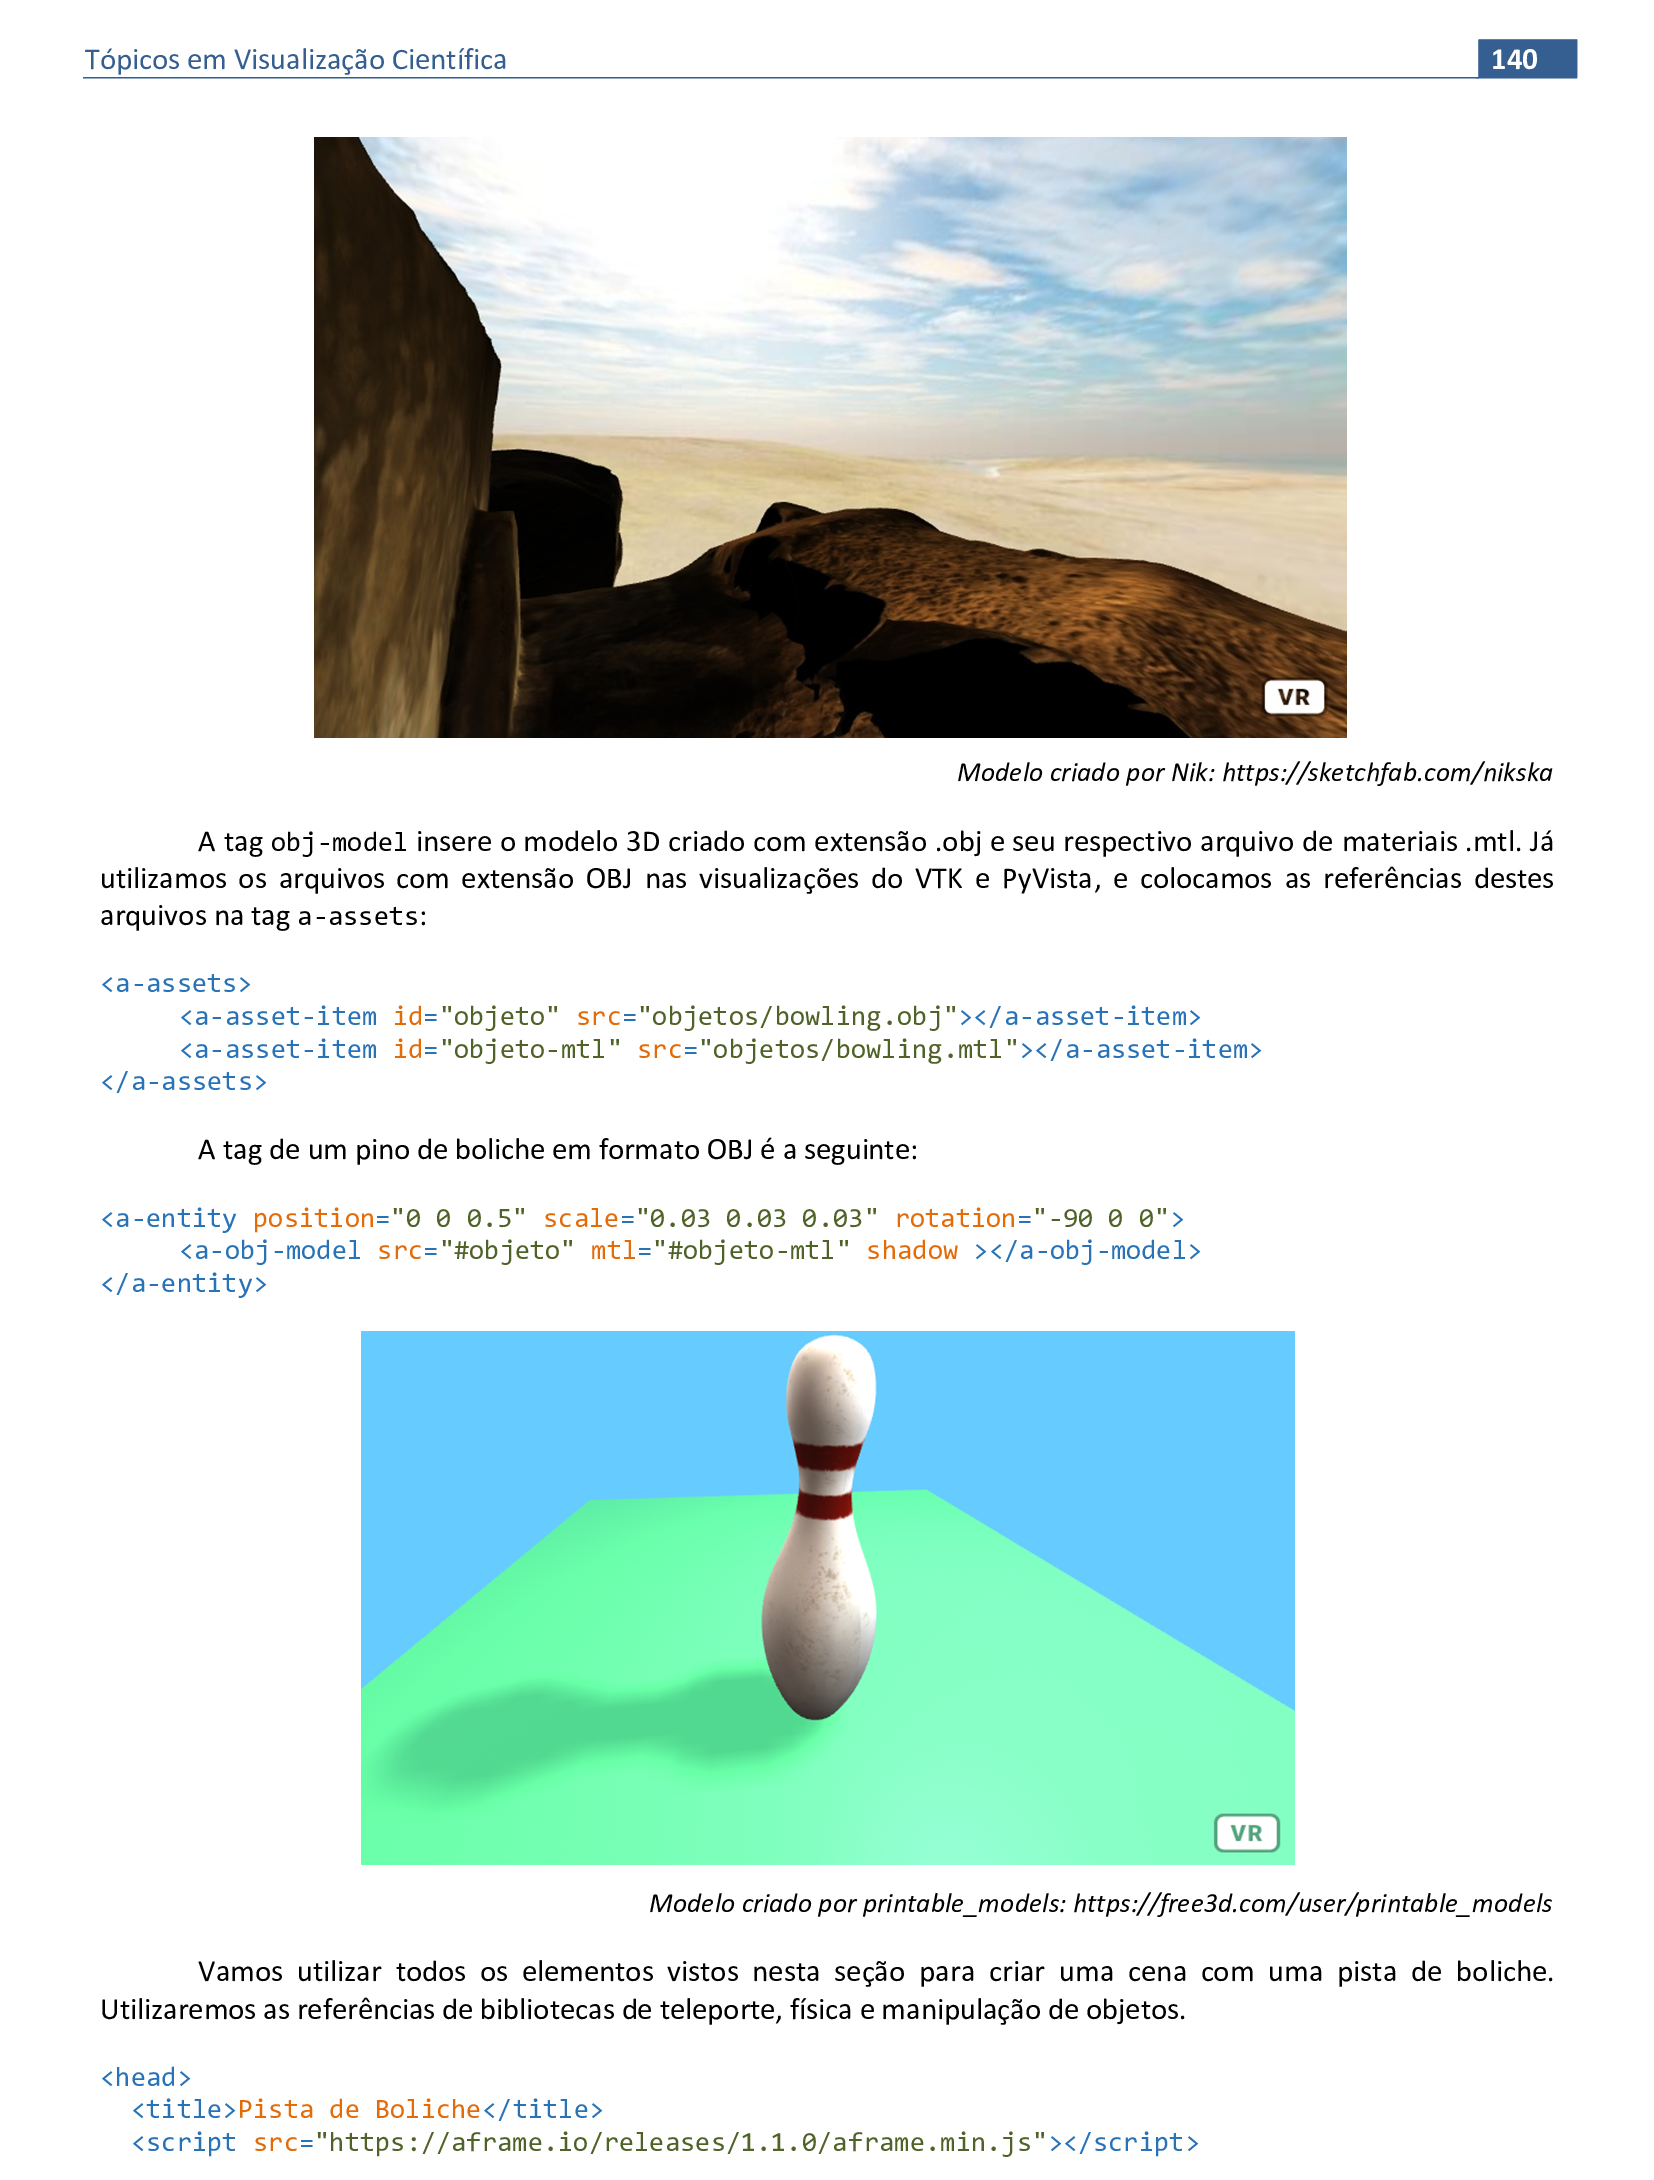 Tópicos em Visualização Científica
140
VR
Modelo criado por Nik: https://sketchfab.com/nikska
A tag obj-model insere o modelo 3D criado com extensão .obj e seu respectivo arquivo de materiais .mtl. Já
utilizamos os arquivos com extensão OBJ nas visualizações do VTK e PyVista, e colocamos as referências destes
arquivos na tag a-assets:
<a-assets>
<a-asset-item id="objeto" src="objetos/bowling.obj"></a-asset-item>
<a-asset-item id="objeto-mtl" src="objetos/bowling.mtl"></a-asset-item>
</a-assets>
A tag de um pino de boliche em formato OBJ é a seguinte:
<a-entity position="0 0 0.5" scale="0.03 0.03 0.03" rotation="-90 0 0">
<a-obj-model src="#objeto" mtl="#objeto-mtl" shadow ></a-obj-model>
</a-entity>
VR
Modelo criado por printable_models: https://free3d.com/user/printable_models
Vamos utilizar todos os elementos vistos nesta seção para criar uma cena com uma pista de boliche.
Utilizaremos as referências de bibliotecas de teleporte, física e manipulação de objetos.
<head>
<title>Pista de Boliche</title>
<script src="https://aframe.io/releases/1.1.0/aframe.min.js"></script>